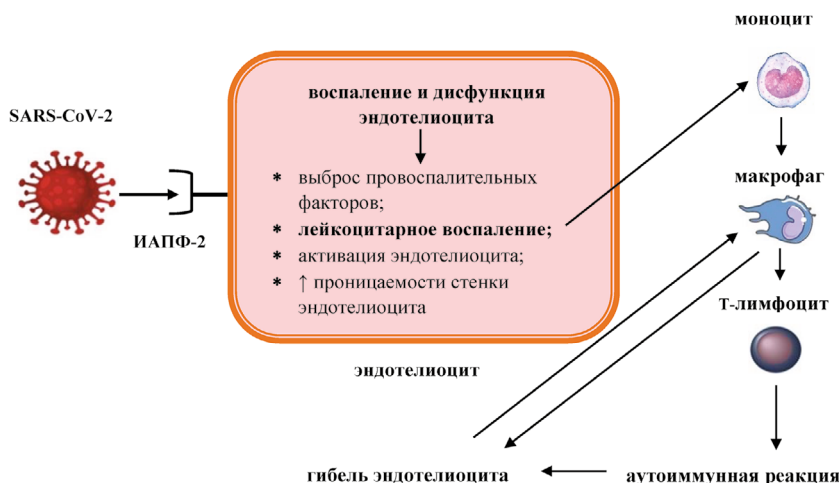 моноцит
SARS-CoV-2
ИАПФ-2
воспаление и дисфункция
эндотелиоцита
* выброс провоспалительных
факторов;
* лейкоцитарное воспаление;
* активация эндотелиоцита;
* ↑ проницаемости стенки
эндотелиоцита
эндотелиоцит
макрофаг
Т-лимфоцит
гибель эндотелиоцита
аутоиммунная реакция